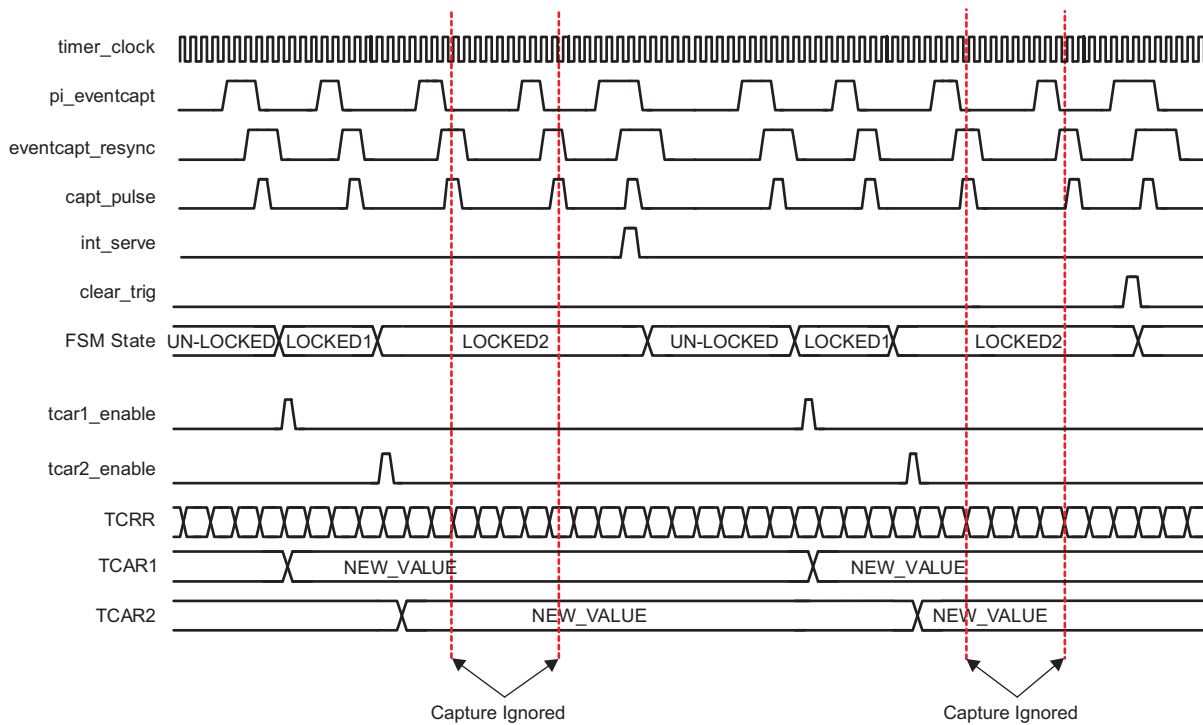 timer_clock
pi_eventcapt
eventcapt_resync
capt_pulse
int_serve
clear_trig
FSM State UN-LOCKED LOCKED1 LOCKED2 UN-LOCKED LOCKED1 LOCKED2
tcar1_enable
tcar2_enable
TCRR
TCAR1 NEW_VALUE NEW_VALUE
TCAR2 NEW_VALUE NEW_VALUE
Capture Ignored Capture Ignored